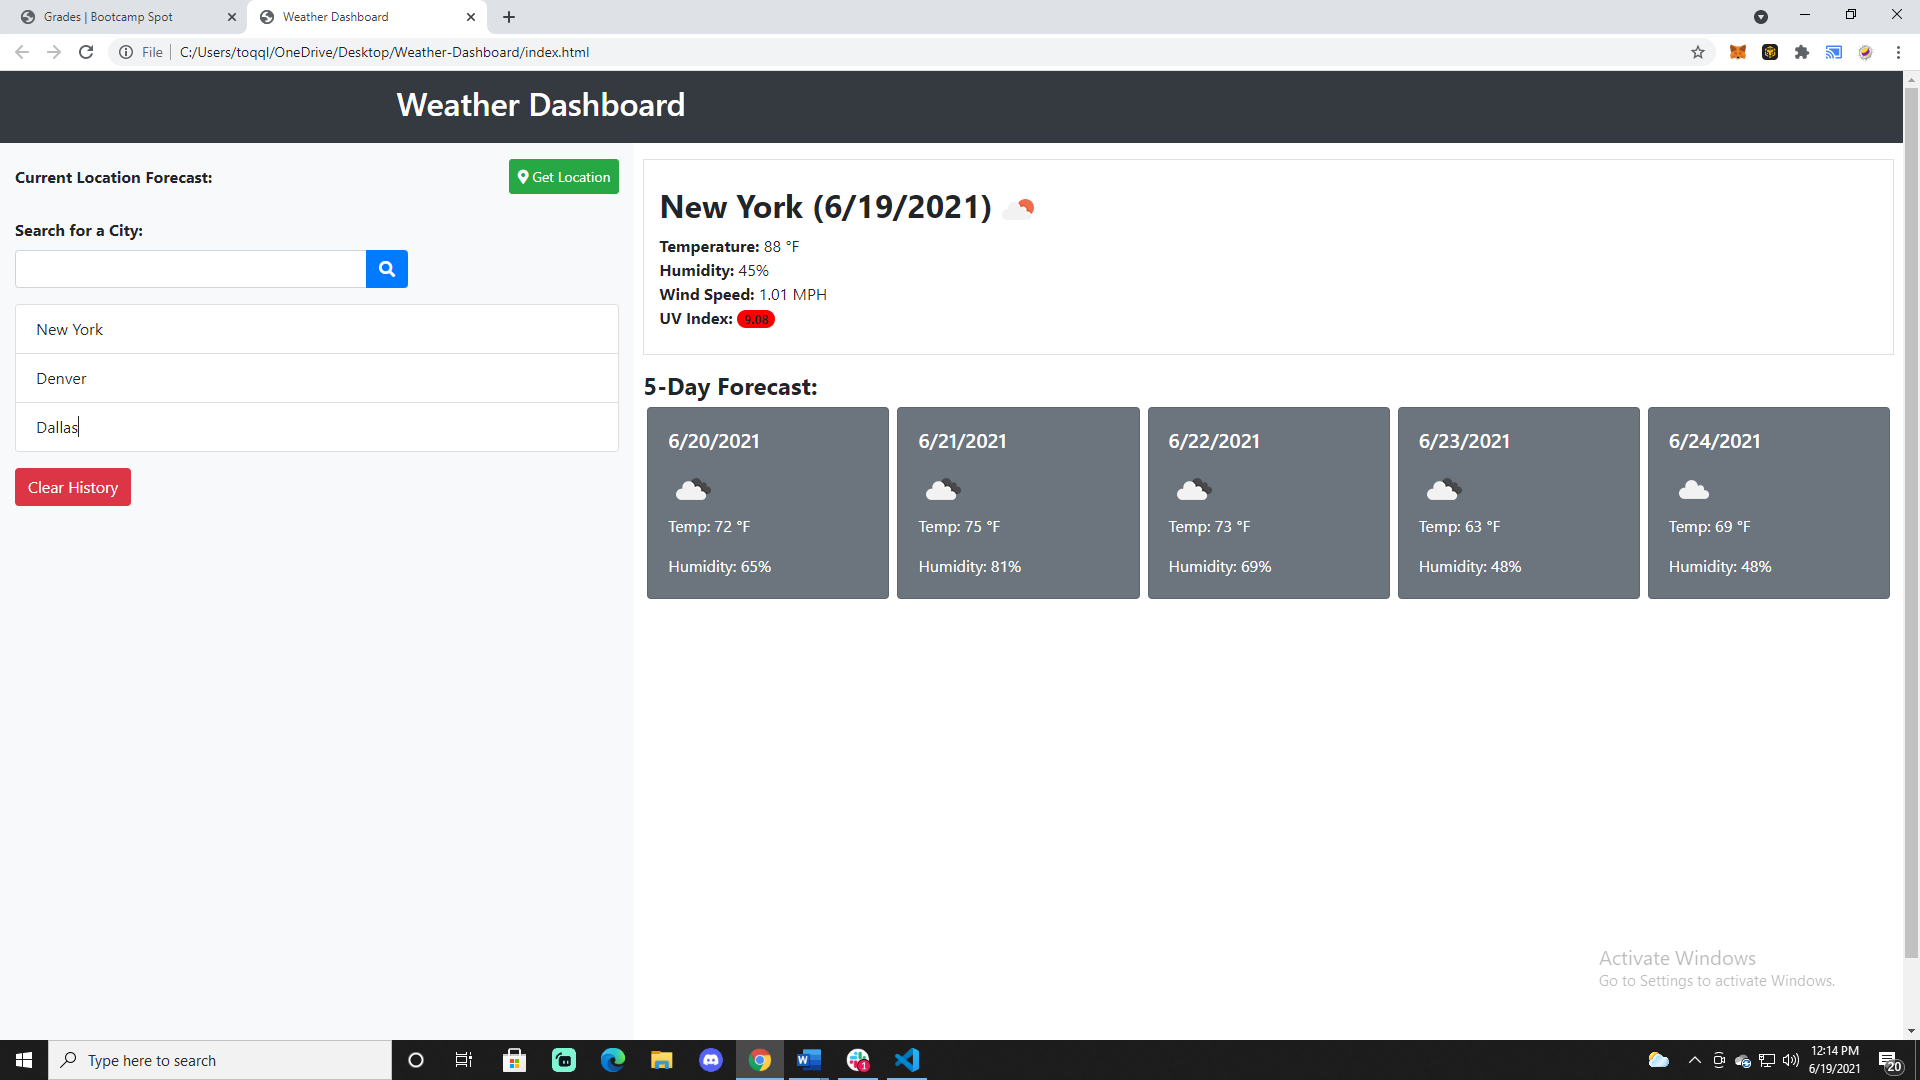 Grades | Bootcamp Spot
Weather Dashboard
File
C:/Users/toqql/OneDrive/Desktop/Weather-Dashboard/index.html
Weather Dashboard
Current Location Forecast:
Get Location
Search for a City:
New York
Denver
Dallas
Clear History
New York (6/19/2021)
Temperature: 88 °F
Humidity: 45%
Wind Speed: 1.01 MPH
UV Index: 9.08
5-Day Forecast:
6/20/2021
Temp: 72 °F
Humidity: 65%
6/21/2021
Temp: 75 °F
Humidity: 81%
6/22/2021
Temp: 73 °F
Humidity: 69%
6/23/2021
Temp: 63 °F
Humidity: 48%
6/24/2021
Temp: 69 °F
Humidity: 48%
Activate Windows
Go to Settings to activate Windows.
Type here to search
W
1
12:14 PM
6/19/2021
20